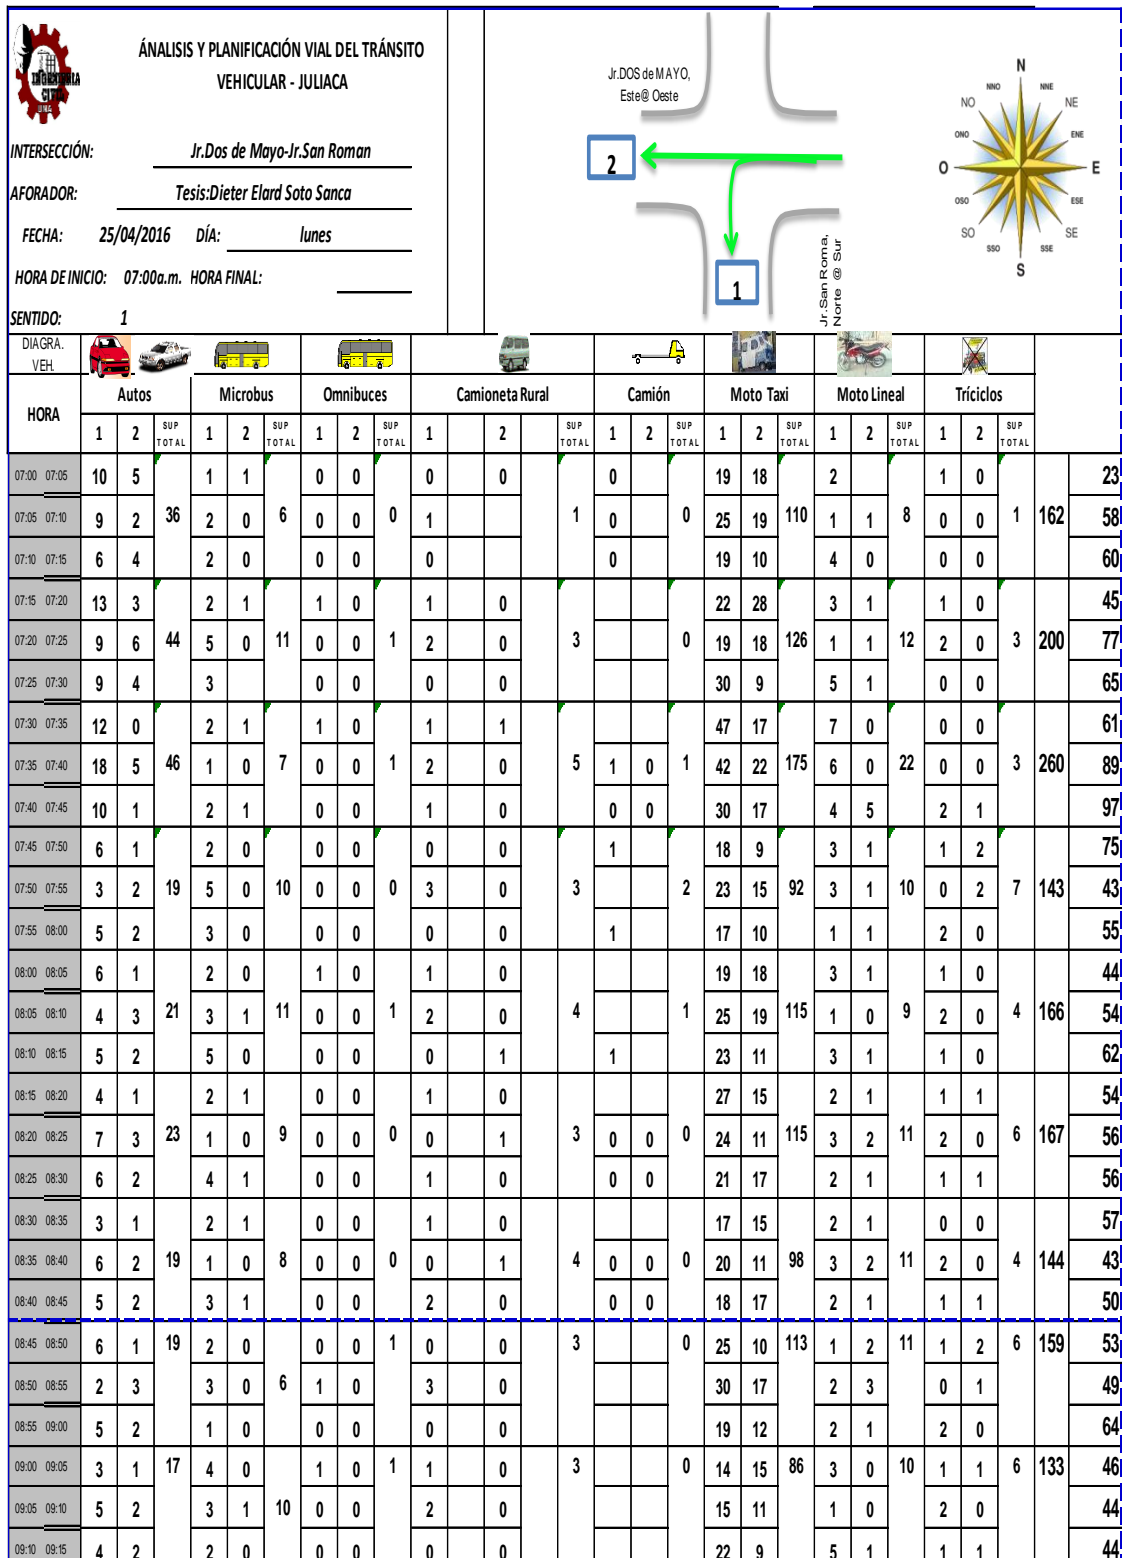 INGENIERIA
CIVIL
ÁNALISIS Y PLANIFICACIÓN VIAL DEL TRÁNSITO
VEHICULAR - JULIACA
INTERSECCIÓN: Jr.Dos de Mayo-Jr.San Roman
AFORADOR: Tesis:Dieter Elard Soto Sanca
FECHA: 25/04/2016 DÍA: lunes
HORA DE INICIO: 07:00a.m. HORA FINAL:
SENTIDO: 1
Jr.DOS de MAYO,
Este@ Oeste
2
1
Jr.San Roma,
Norte @ Sur
N
NNO NNE
NO NE
ONO ENE
O E
OSO ESE
SO SE
SSO SSE
S
DIAGRA.
VEH.
HORA
Autos Microbus Omnibuces Camioneta Rural Camión Moto Taxi Moto Lineal Tríciclos
1 2 SUP TOTAL 1 2 SUP TOTAL 1 2 SUP TOTAL 1 2 SUP TOTAL 1 2 SUP TOTAL 1 2 SUP TOTAL 1 2 SUP TOTAL 1 2 SUP TOTAL
07:00 07:05 10 5 1 1 0 0 0 0 0 19 18 2 1 0 23
07:05 07:10 9 2 36 2 0 6 0 0 0 1 1 0 0 25 19 110 1 1 8 0 0 1 162 58
07:10 07:15 6 4 2 0 0 0 0 0 19 10 4 0 0 0 60
07:15 07:20 13 3 2 1 1 0 1 0 22 28 3 1 1 0 45
07:20 07:25 9 6 44 5 0 11 0 0 1 2 0 3 0 19 18 126 1 1 12 2 0 3 200 77
07:25 07:30 9 4 3 0 0 0 0 30 9 5 1 0 0 65
07:30 07:35 12 0 2 1 1 0 1 1 47 17 7 0 0 0 61
07:35 07:40 18 5 46 1 0 7 0 0 1 2 0 5 1 0 1 42 22 175 6 0 22 0 0 3 260 89
07:40 07:45 10 1 2 1 0 0 1 0 0 0 30 17 4 5 2 1 97
07:45 07:50 6 1 2 0 0 0 0 0 1 18 9 3 1 1 2 75
07:50 07:55 3 2 19 5 0 10 0 0 0 3 0 3 2 23 15 92 3 1 10 0 2 7 143 43
07:55 08:00 5 2 3 0 0 0 0 0 1 17 10 1 1 2 0 55
08:00 08:05 6 1 2 0 1 0 1 0 19 18 3 1 1 0 44
08:05 08:10 4 3 21 3 1 11 0 0 1 2 0 4 1 25 19 115 1 0 9 2 0 4 166 54
08:10 08:15 5 2 5 0 0 0 0 1 1 23 11 3 1 1 0 62
08:15 08:20 4 1 2 1 0 0 1 0 27 15 2 1 1 1 54
08:20 08:25 7 3 23 1 0 9 0 0 0 0 1 3 0 0 0 24 11 115 3 2 11 2 0 6 167 56
08:25 08:30 6 2 4 1 0 0 1 0 0 0 21 17 2 1 1 1 56
08:30 08:35 3 1 2 1 0 0 1 0 17 15 2 1 0 0 57
08:35 08:40 6 2 19 1 0 8 0 0 0 0 1 4 0 0 0 20 11 98 3 2 11 2 0 4 144 43
08:40 08:45 5 2 3 1 0 0 2 0 0 0 18 17 2 1 1 1 50
08:45 08:50 6 1 19 2 0 0 0 1 0 0 3 0 25 10 113 1 2 11 1 2 6 159 53
08:50 08:55 2 3 3 0 6 1 0 3 0 30 17 2 3 0 1 49
08:55 09:00 5 2 1 0 0 0 0 0 19 12 2 1 2 0 64
09:00 09:05 3 1 17 4 0 1 0 1 1 0 3 0 14 15 86 3 0 10 1 1 6 133 46
09:05 09:10 5 2 3 1 10 0 0 2 0 15 11 1 0 2 0 44
09:10 09:15 4 2 2 0 0 0 0 0 22 9 5 1 1 1 44